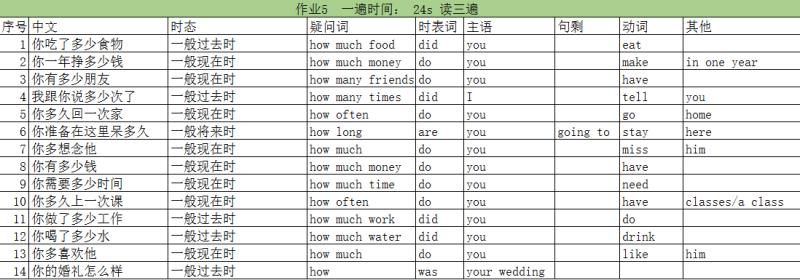 作业5 一遍时间： 24s 读三遍
序号 中文 时态 疑问词 时表词 主语 句剩 动词 其他
1 你吃了多少食物 一般过去时 how much food did you eat
2 你一年挣多少钱 一般现在时 how much money do you make in one year
3 你有多少朋友 一般现在时 how many friends do you have
4 我跟你说多少次了 一般过去时 how many times did I tell you
5 你多久回一次家 一般现在时 how often do you go home
6 你准备在这里呆多久 一般将来时 how long are you going to stay here
7 你多想念他 一般现在时 how much do you miss him
8 你有多少钱 一般现在时 how much money do you have
9 你需要多少时间 一般现在时 how much time do you need
10 你多久上一次课 一般现在时 how often do you have classes/a class
11 你做了多少工作 一般过去时 how much work did you do
12 你喝了多少水 一般过去时 how much water did you drink
13 你多喜欢他 一般现在时 how much do you like him
14 你的婚礼怎么样 一般过去时 how was your wedding